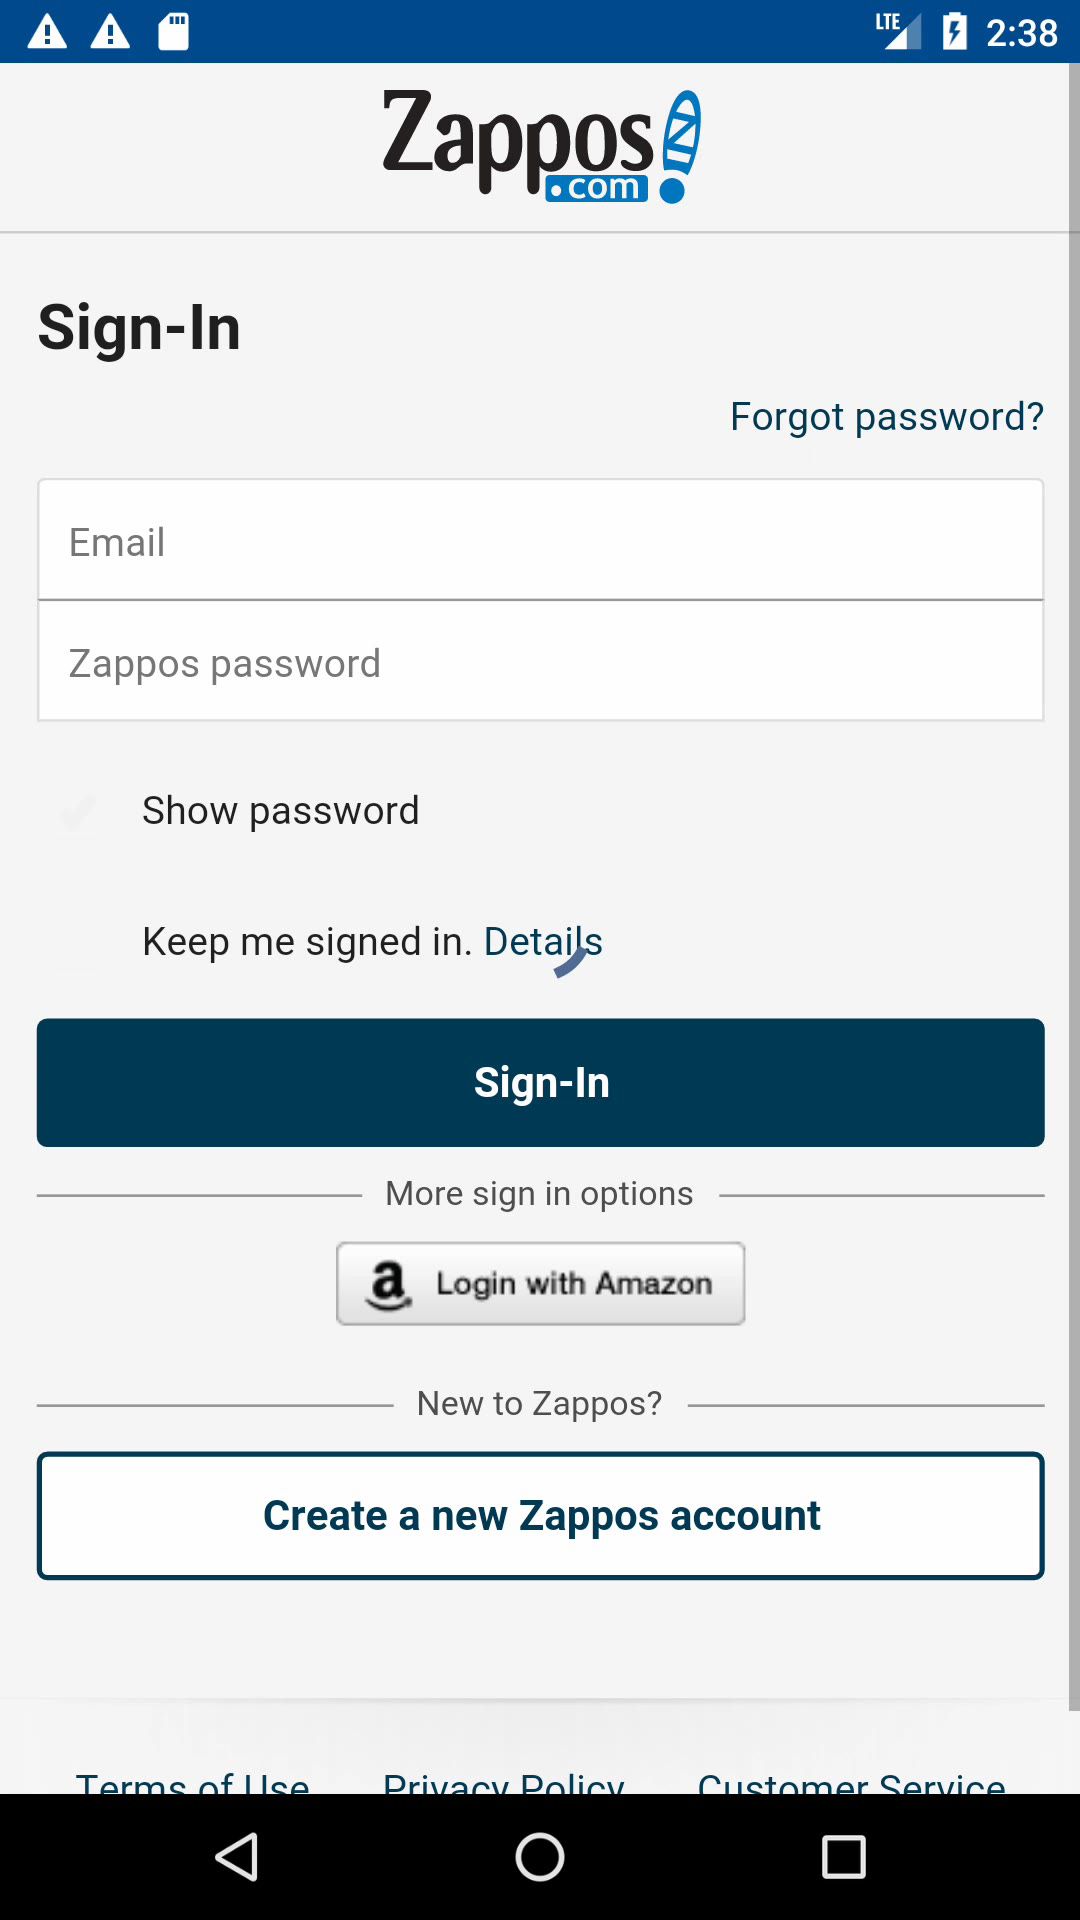 LTE 2:38
Zappos
.com
Sign-In
Forgot password?
Email
Zappos password
Show password
Keep me signed in. Details
Sign-In
More sign in options
a Login with Amazon
New to Zappos?
Create a new Zappos account
Terms of Use Privacy Policy Customer Service